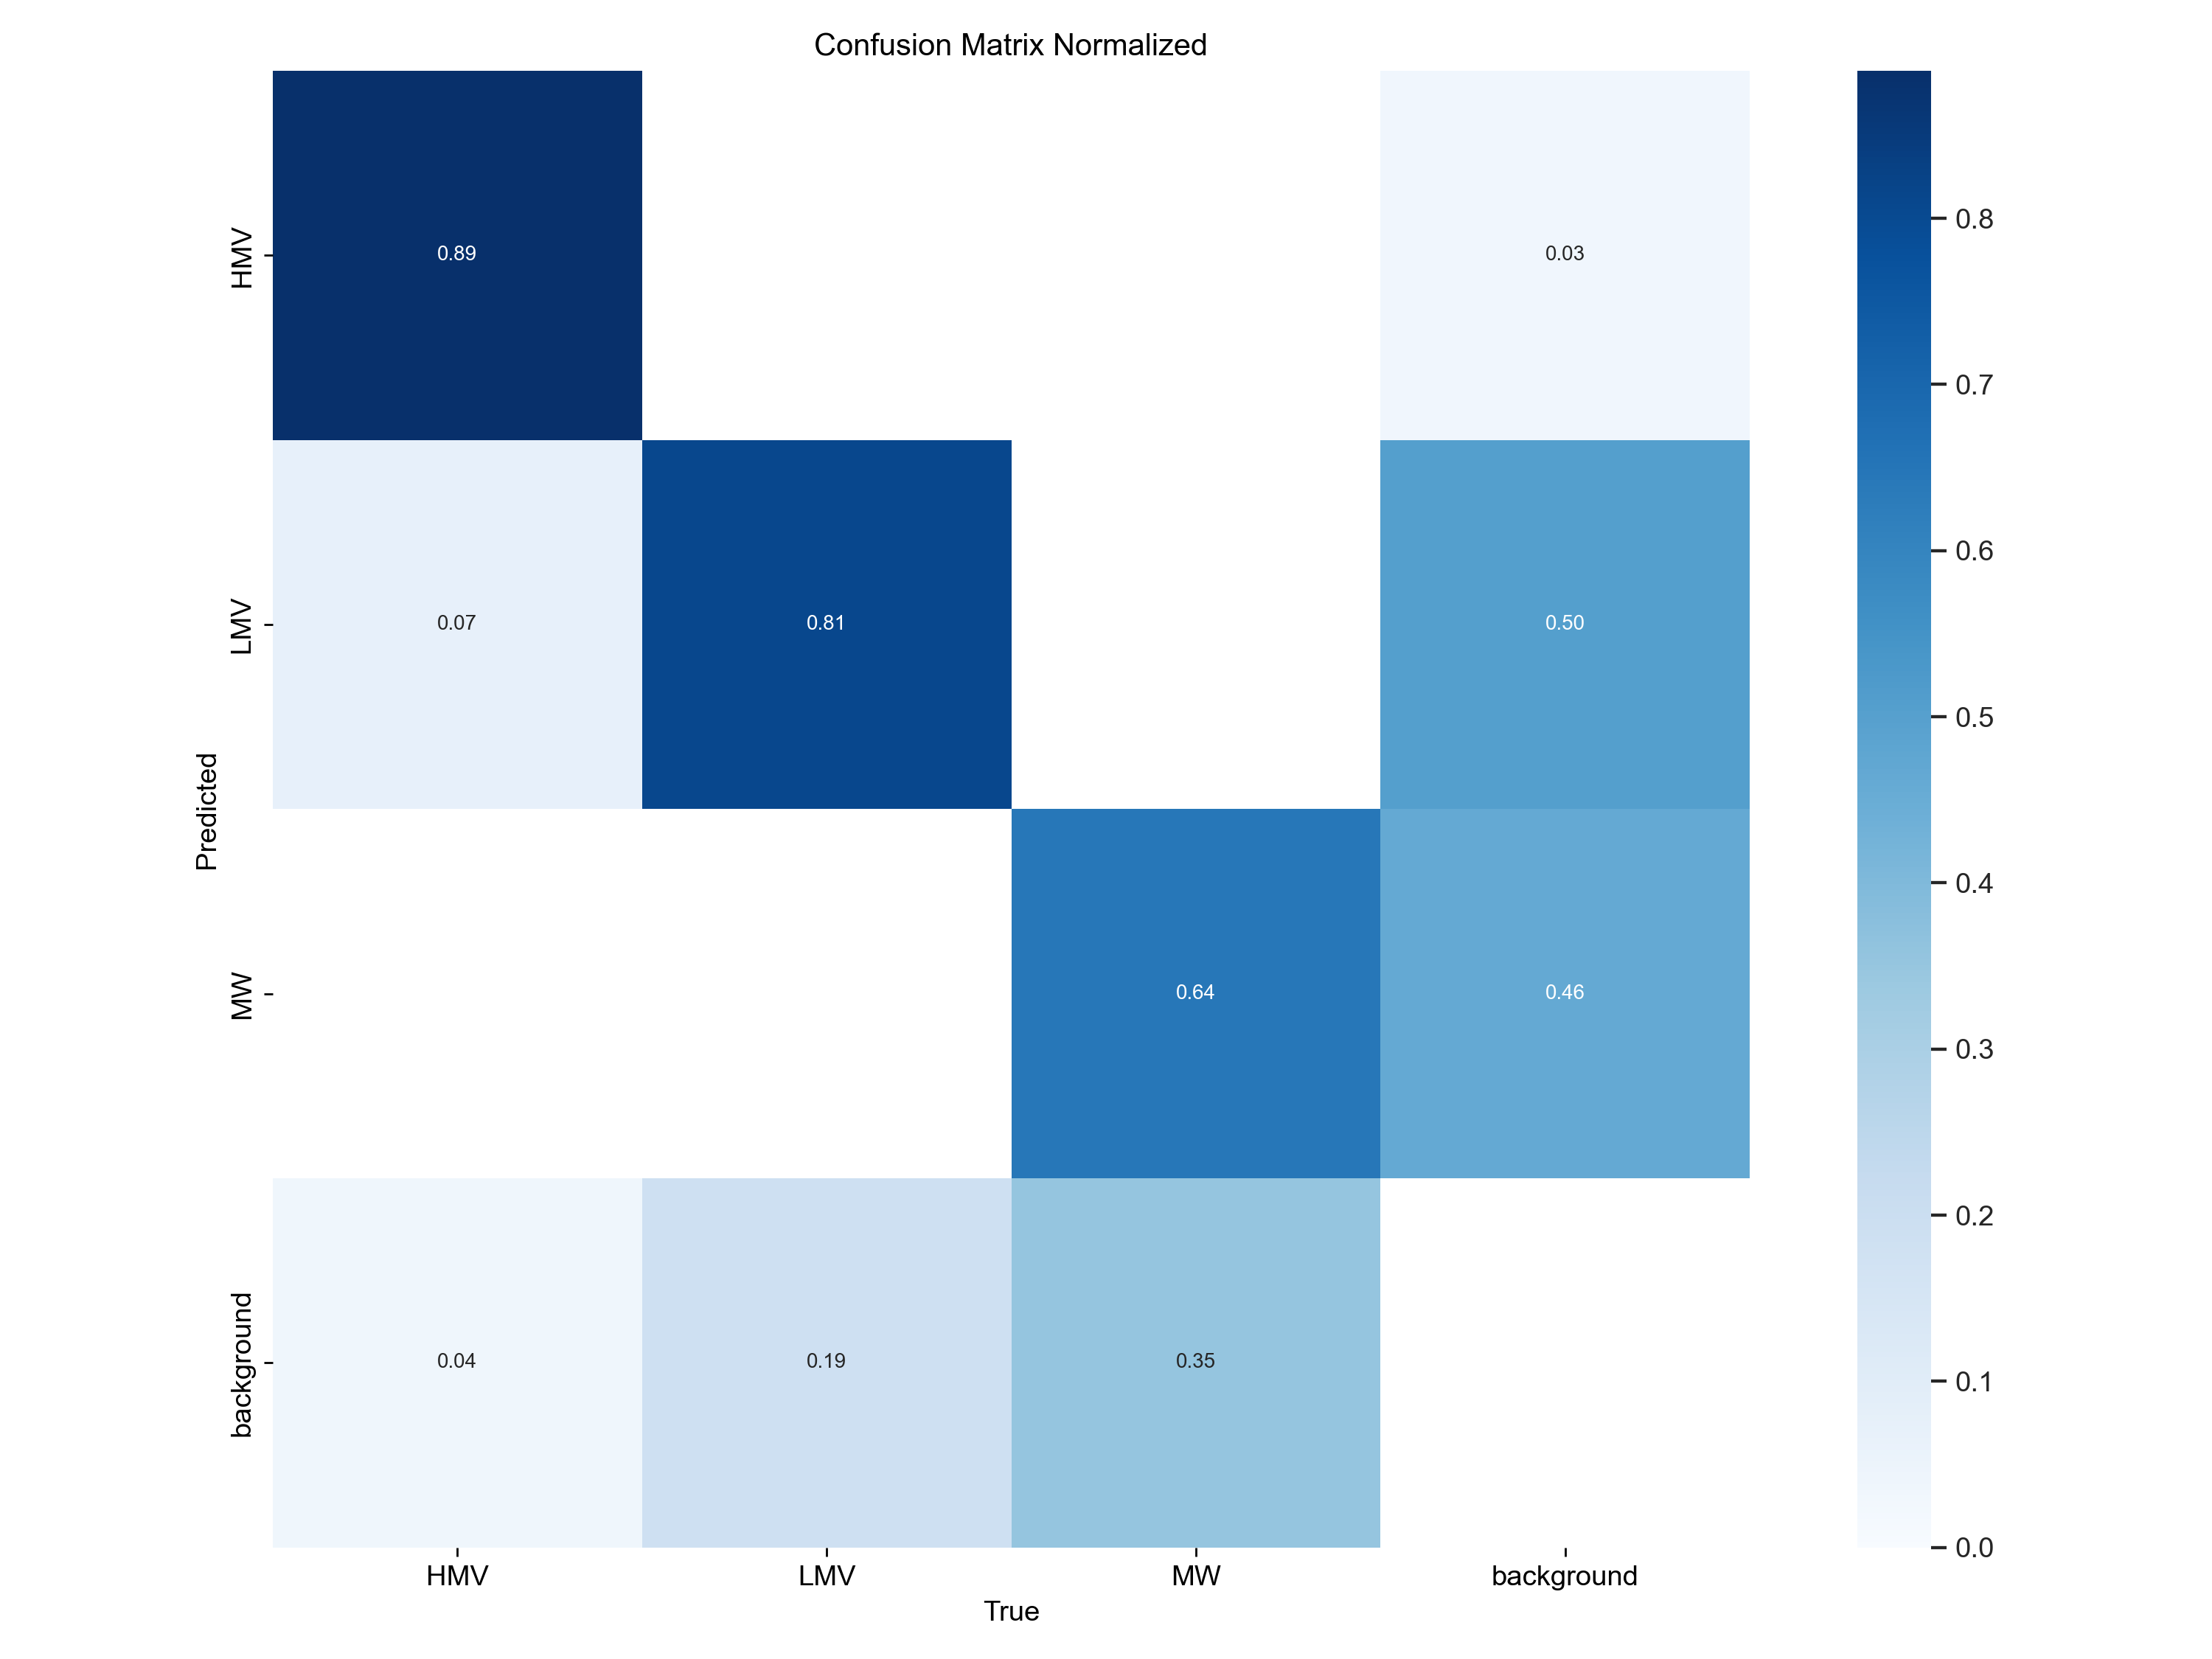 Confusion Matrix Normalized
HMV
0.89
0.03
LMV
0.07
0.81
0.50
Predicted
MW
0.64
0.46
background
0.04
0.19
0.35
HMV
LMV
MW
background
True
0.8
0.7
0.6
0.5
0.4
0.3
0.2
0.1
0.0